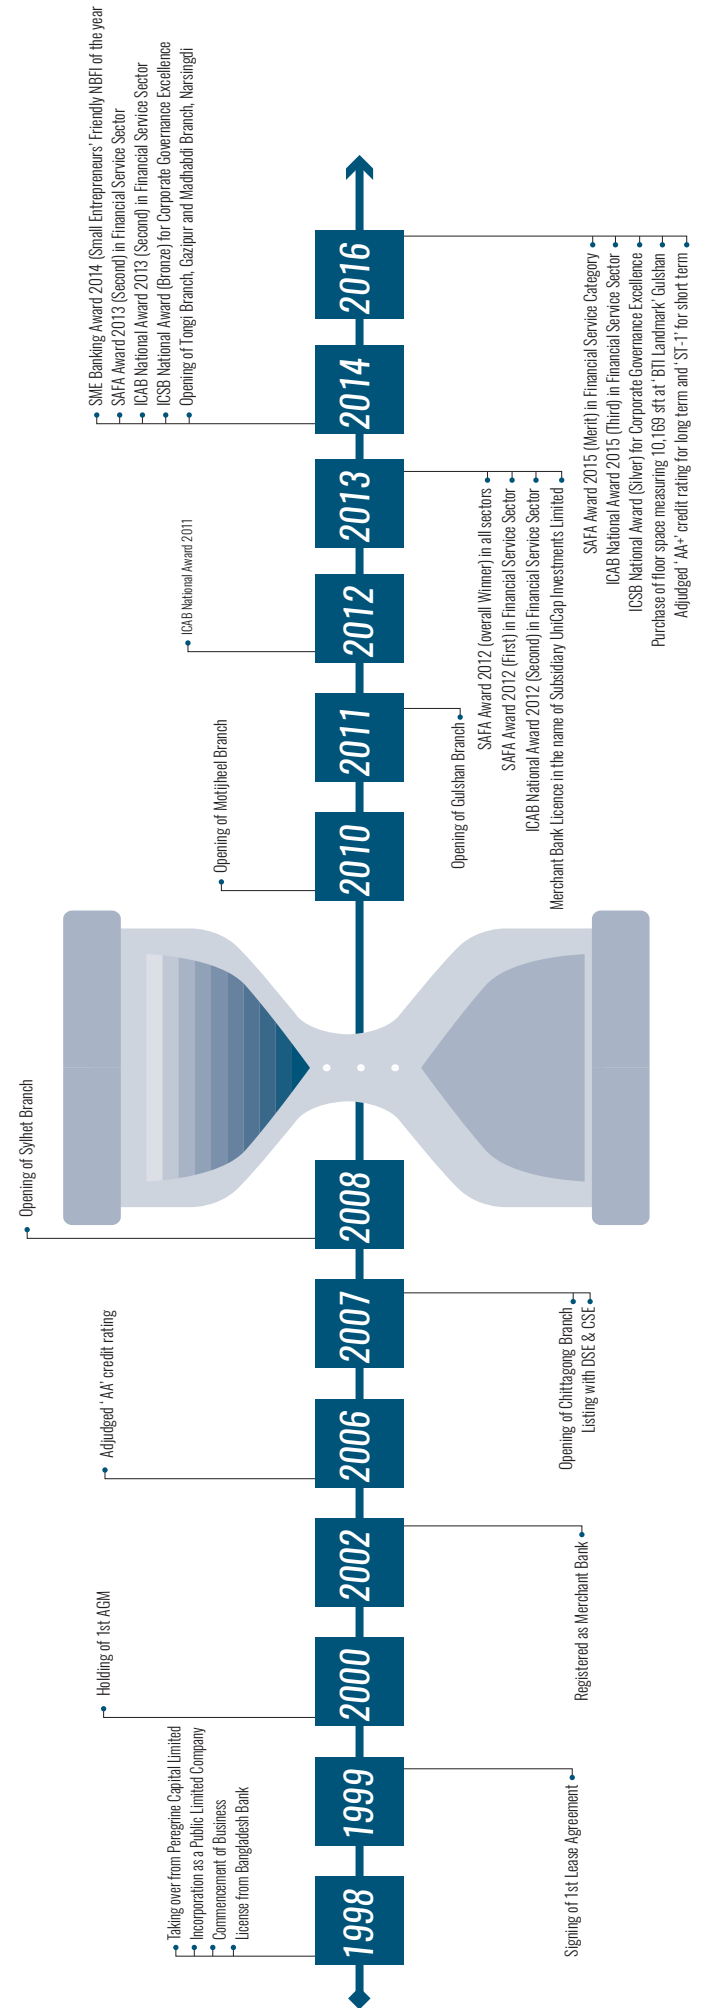 1998
Taking over from Peregrine Capital Limited
Incorporation as a Public Limited Company
Commencement of Business
License from Bangladesh Bank
1999
Signing of 1st Lease Agreement
2000
Holding of 1st AGM
2002
Registered as Merchant Bank
2006
Adjudged ‘ AA’ credit rating
2007
Opening of Chittagong Branch
Listing with DSE & CSE
2008
Opening of Sylhet Branch
2010
Opening of Motijheel Branch
2011
Opening of Gulshan Branch
2012
ICAB National Award 2011
2013
SAFA Award 2012 (overall Winner) in all sectors
SAFA Award 2012 (First) in Financial Service Sector
ICAB National Award 2012 (Second) in Financial Service Sector
Merchant Bank Licence in the name of Subsidiary UniCap Investments Limited
2014
SME Banking Award 2014 (Small Entrepreneurs’ Friendly NBFI of the year
SAFA Award 2013 (Second) in Financial Service Sector
ICAB National Award 2013 (Second) in Financial Service Sector
ICSB National Award (Bronze) for Corporate Governance Excellence
Opening of Tongi Branch, Gazipur and Madhabdi Branch, Narsingdi
2016
SAFA Award 2015 (Merit) in Financial Service Category
ICAB National Award 2015 (Third) in Financial Service Sector
ICSB National Award (Silver) for Corporate Governance Excellence
Purchase of floor space measuring 10,169 sft at ‘ BTI Landmark’ Gulshan
Adjudged ‘ AA+’ credit rating for long term and ‘ ST-1’ for short term